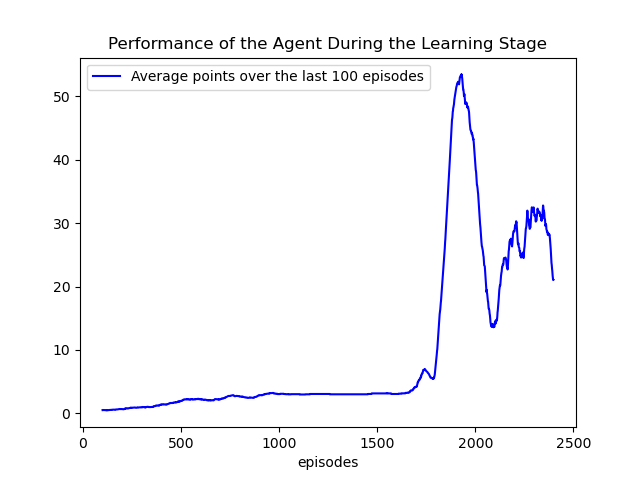 Performance of the Agent During the Learning Stage
Average points over the last 100 episodes
50
40
30
20
10
0
0 500 1000 1500 2000 2500
episodes